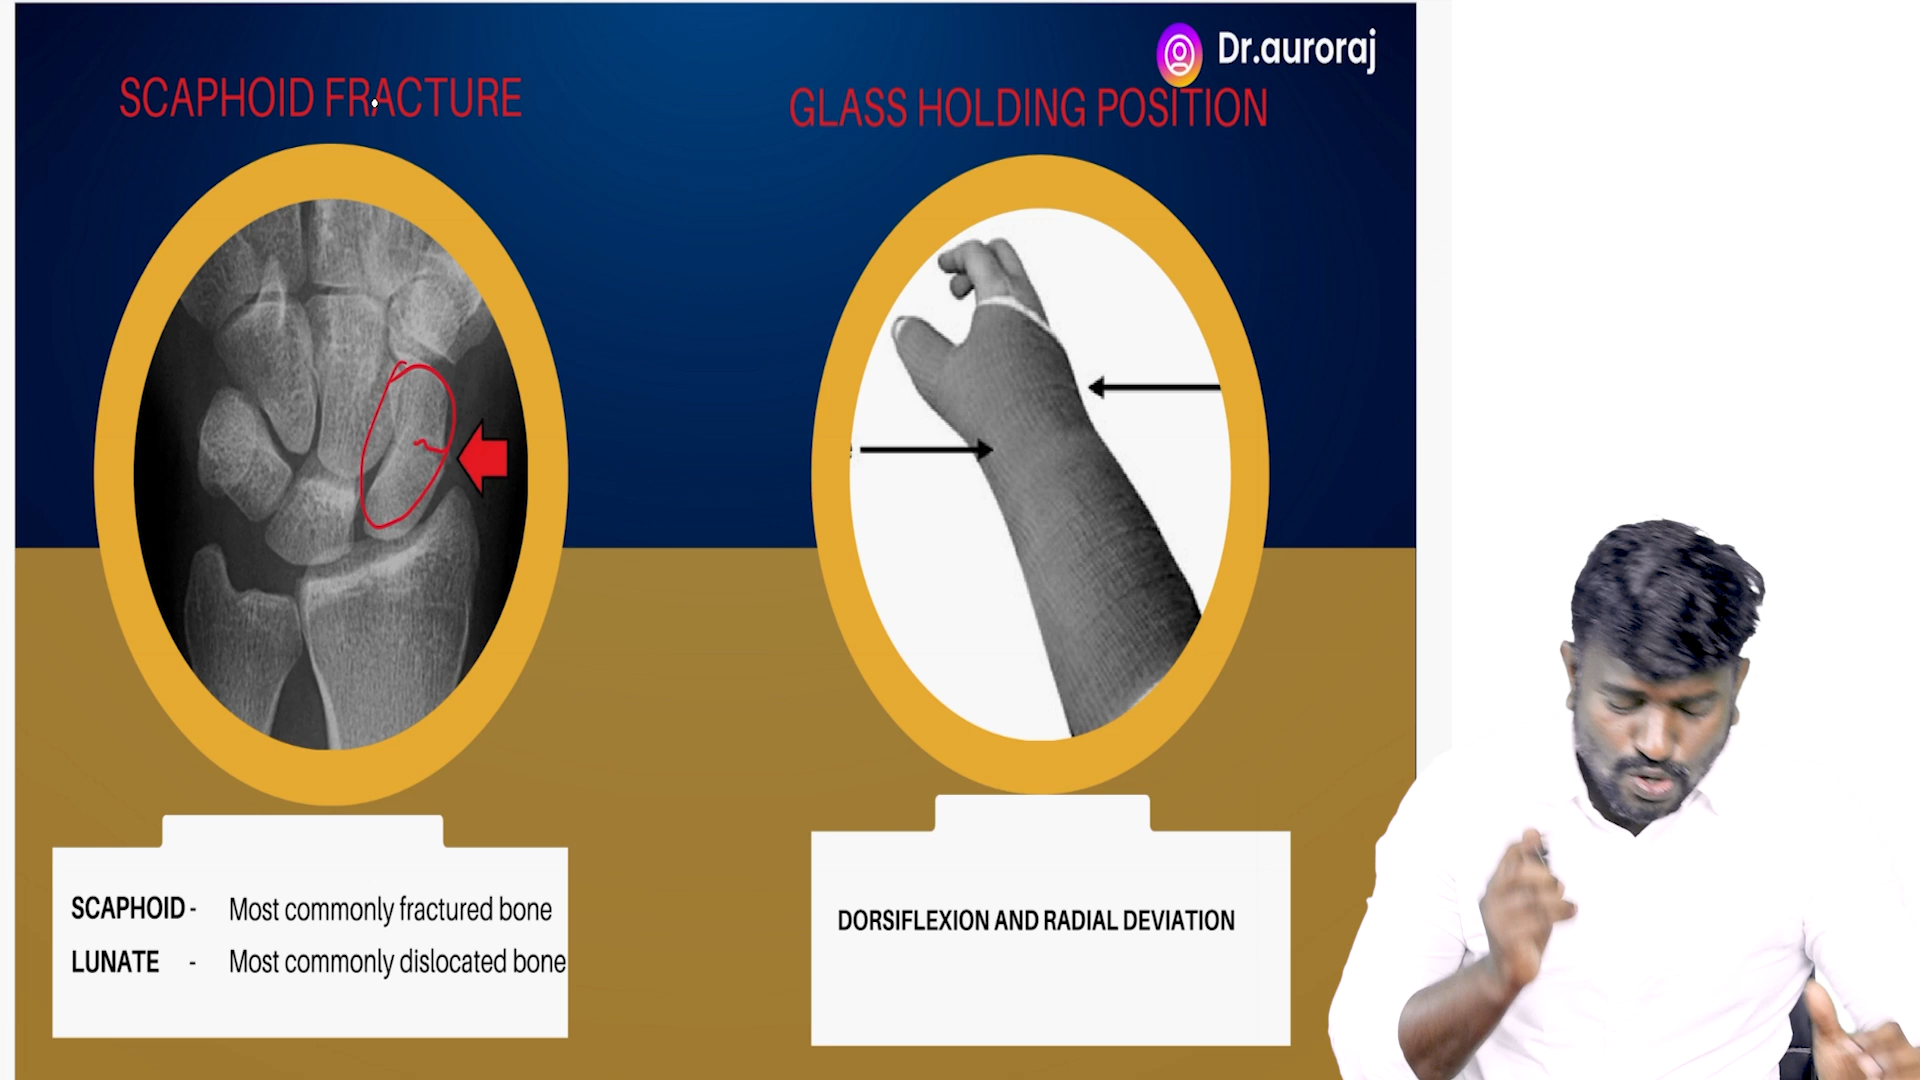 Dr.auroraj
SCAPHOID FRACTURE
GLASS HOLDING POSITION
SCAPHOID - Most commonly fractured bone
LUNATE - Most commonly dislocated bone
DORSIFLEXION AND RADIAL DEVIATION